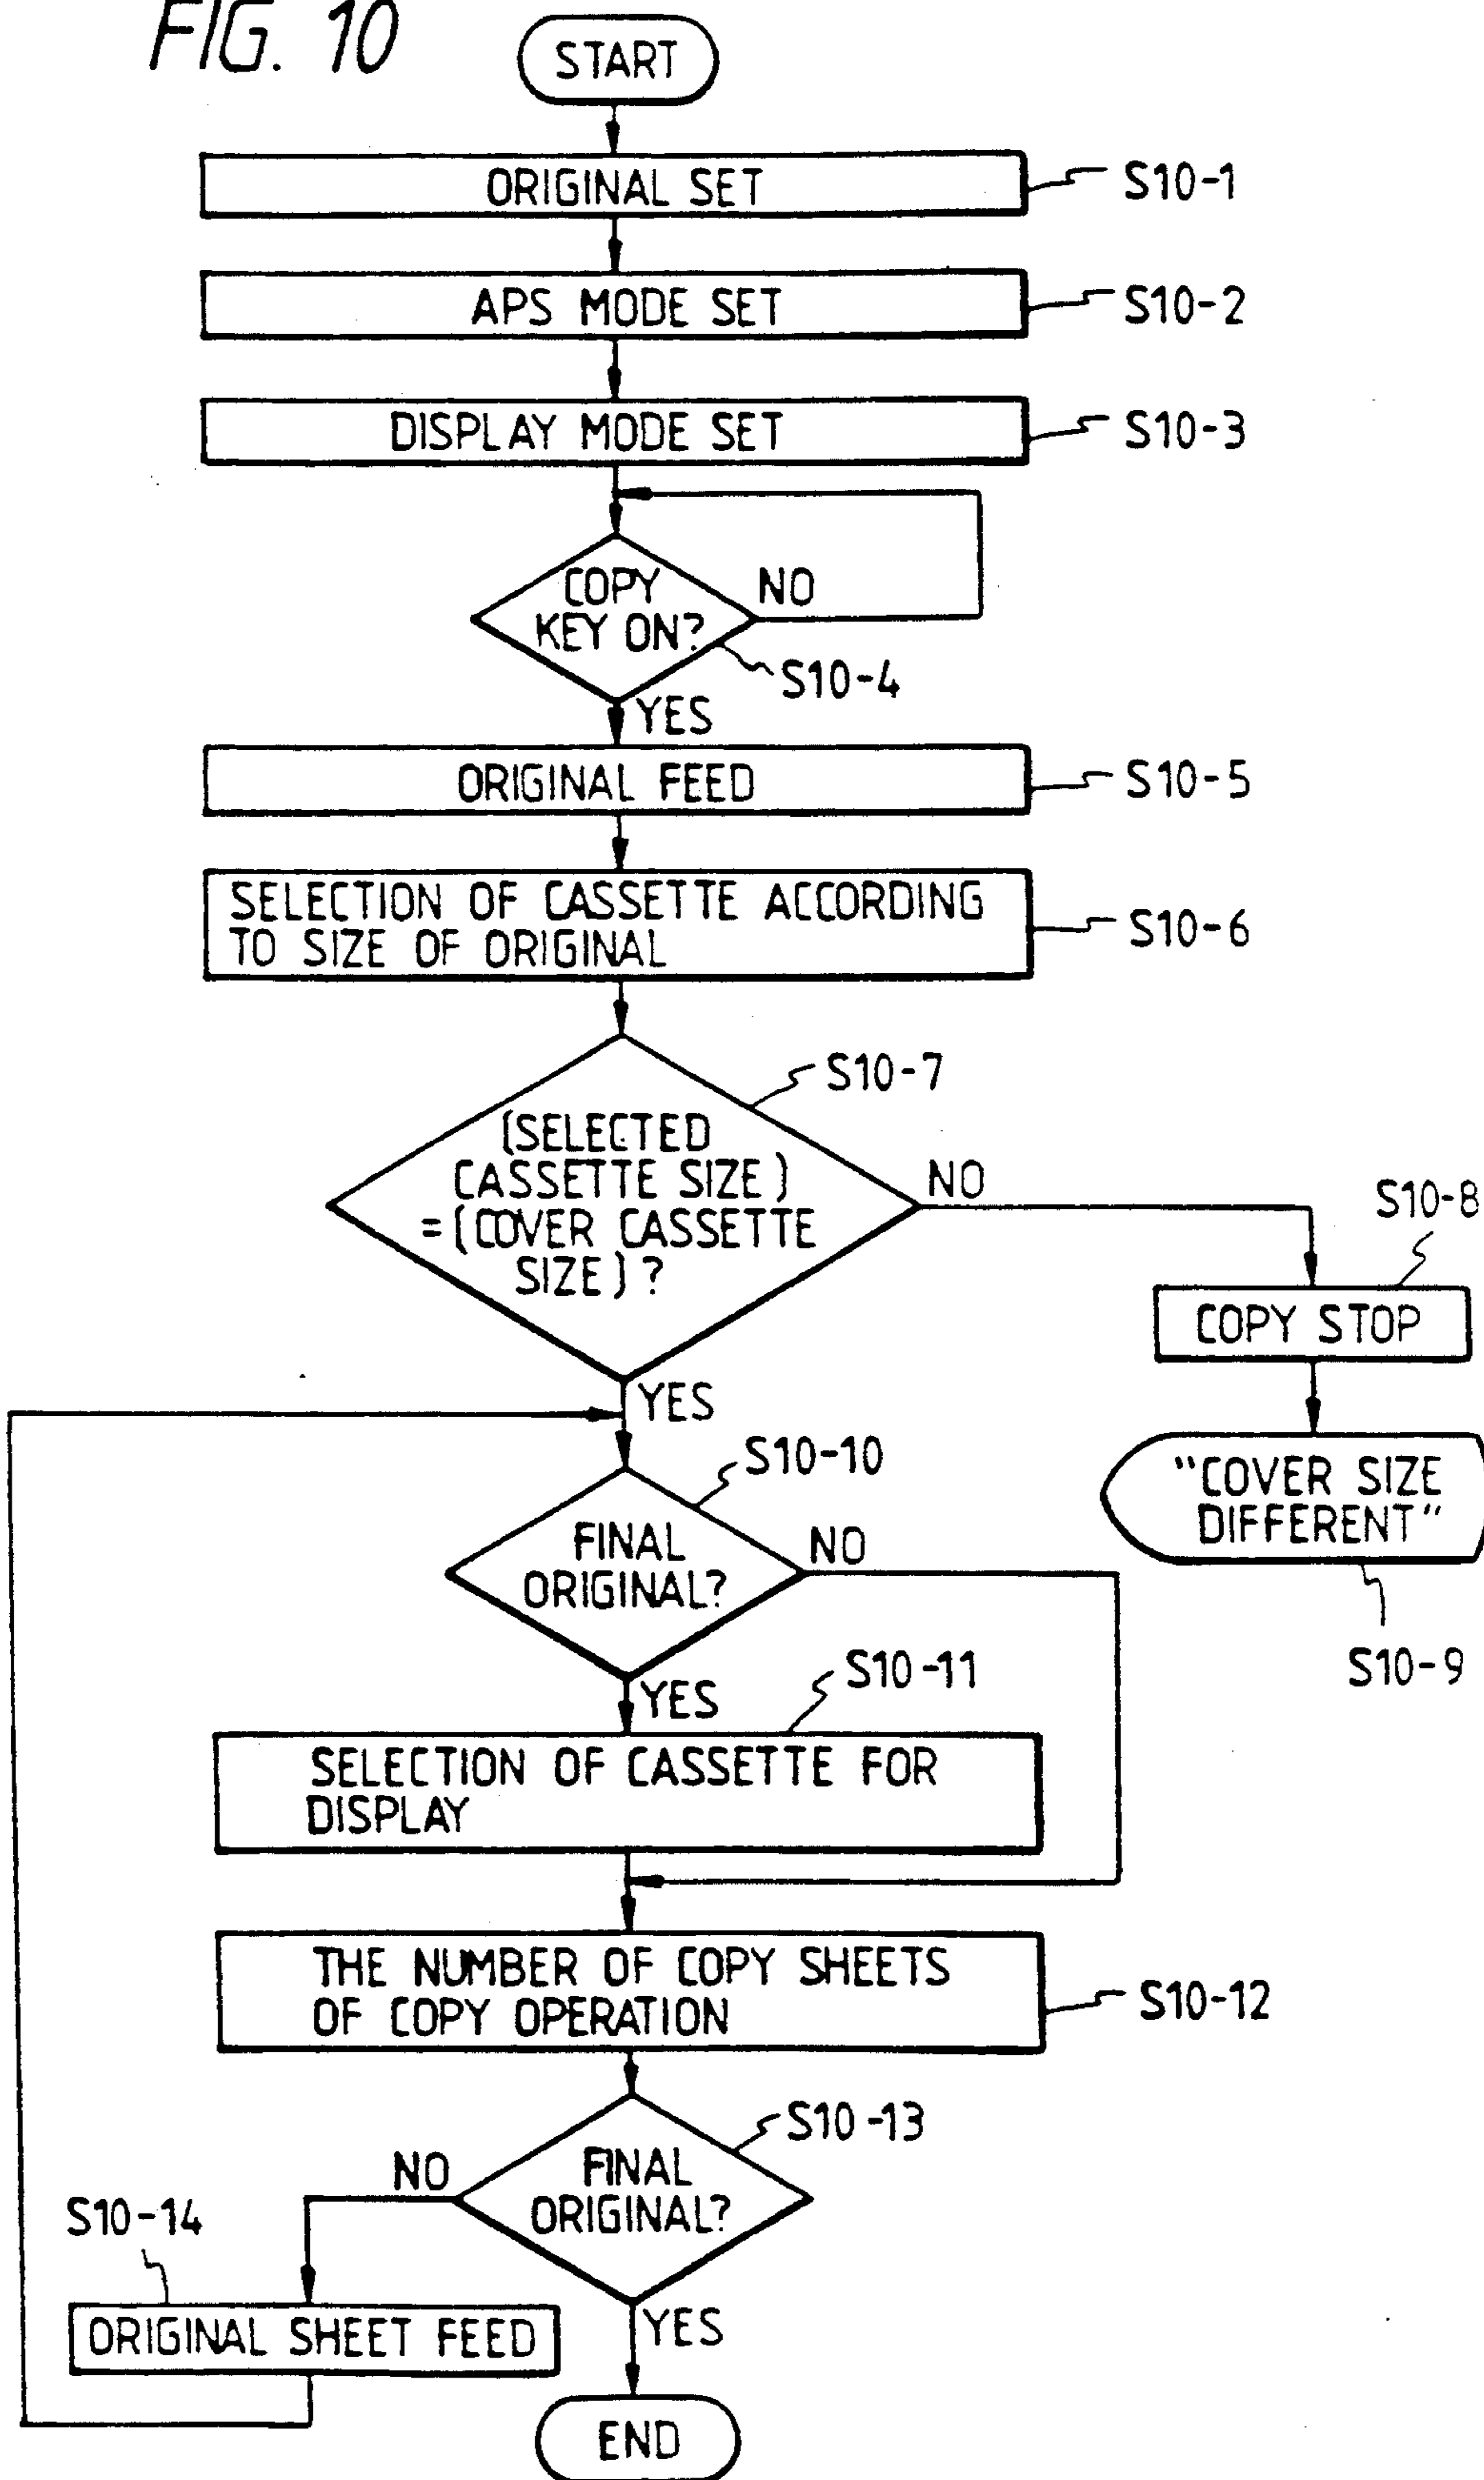 FIG. 10
START
ORIGINAL SET
S10-1
APS MODE SET
S10-2
DISPLAY MODE SET
S10-3
COPY
KEY ON?
NO
S10-4
YES
ORIGINAL FEED
S10-5
SELECTION OF CASSETTE ACCORDING
TO SIZE OF ORIGINAL
S10-6
S10-7
(SELECTED
CASSETTE SIZE)
=(COVER CASSETTE
SIZE)?
NO
S10-8
COPY STOP
YES
"COVER SIZE
DIFFERENT"
S10-9
S10-10
FINAL
ORIGINAL?
NO
YES
S10-11
SELECTION OF CASSETTE FOR
DISPLAY
THE NUMBER OF COPY SHEETS
OF COPY OPERATION
S10-12
S10-13
FINAL
ORIGINAL?
NO
S10-14
ORIGINAL SHEET FEED
YES
END